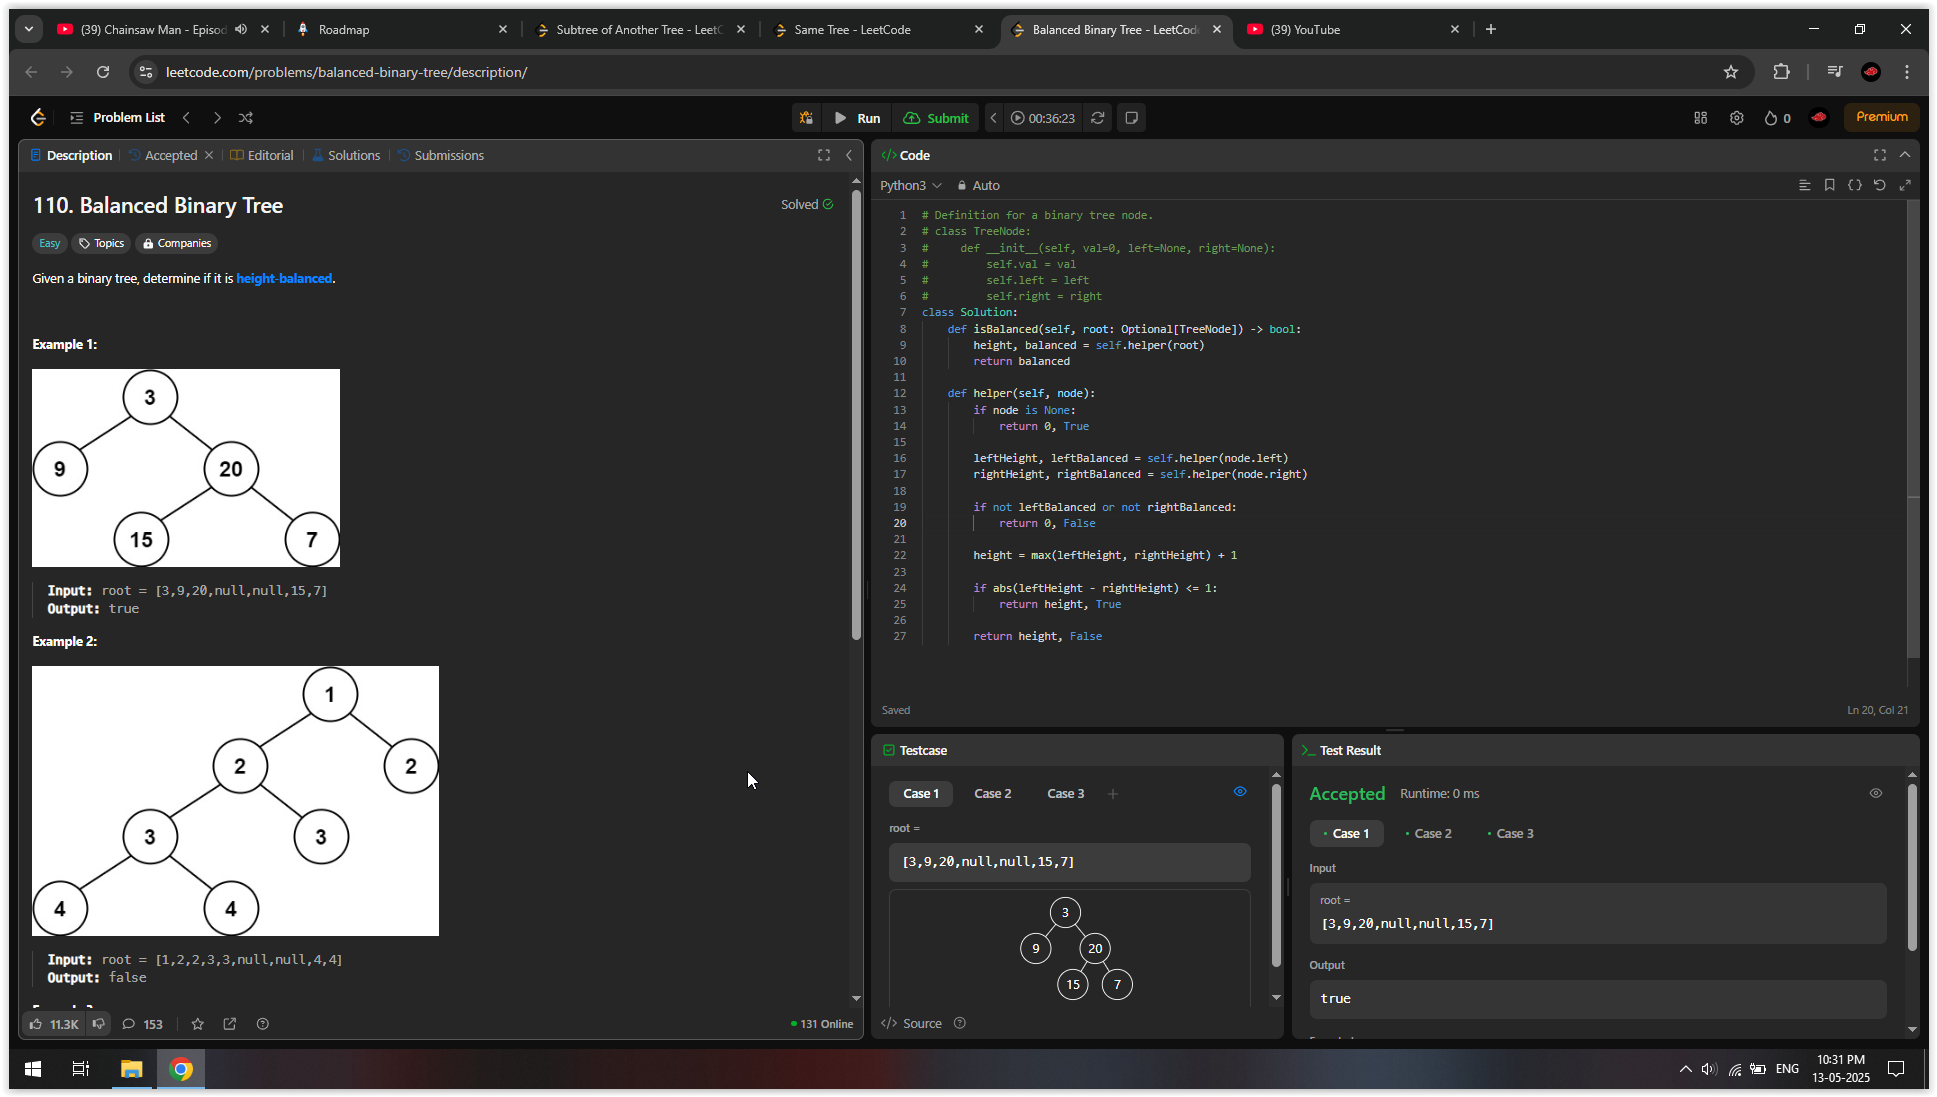 (39) Chainsaw Man - Episod
Roadmap
Subtree of Another Tree - LeetC
Same Tree - LeetCode
Balanced Binary Tree - LeetCod
(39) YouTube
leetcode.com/problems/balanced-binary-tree/description/
Problem List
Run
Submit
00:36:23
0
Premium
Description
Accepted
Editorial
Solutions
Submissions
110. Balanced Binary Tree
Solved
Easy
Topics
Companies
Given a binary tree, determine if it is height-balanced.
Example 1:
3
9
20
15
7
Input: root = [3,9,20,null,null,15,7]
Output: true
Example 2:
1
2
2
3
3
4
4
Input: root = [1,2,2,3,3,null,null,4,4]
Output: false
11.3K
153
131 Online
</> Code
Python3
Auto
1 # Definition for a binary tree node.
2 # class TreeNode:
3 #     def __init__(self, val=0, left=None, right=None):
4 #         self.val = val
5 #         self.left = left
6 #         self.right = right
7 class Solution:
8     def isBalanced(self, root: Optional[TreeNode]) -> bool:
9         height, balanced = self.helper(root)
10         return balanced
11
12     def helper(self, node):
13         if node is None:
14             return 0, True
15
16         leftHeight, leftBalanced = self.helper(node.left)
17         rightHeight, rightBalanced = self.helper(node.right)
18
19         if not leftBalanced or not rightBalanced:
20             return 0, False
21
22         height = max(leftHeight, rightHeight) + 1
23
24         if abs(leftHeight - rightHeight) <= 1:
25             return height, True
26
27         return height, False
Saved
Ln 20, Col 21
Testcase
Case 1
Case 2
Case 3
root =
[3,9,20,null,null,15,7]
3
9
20
15
7
</> Source
Test Result
Accepted
Runtime: 0 ms
Case 1
Case 2
Case 3
Input
root =
[3,9,20,null,null,15,7]
Output
true
ENG
10:31 PM
13-05-2025